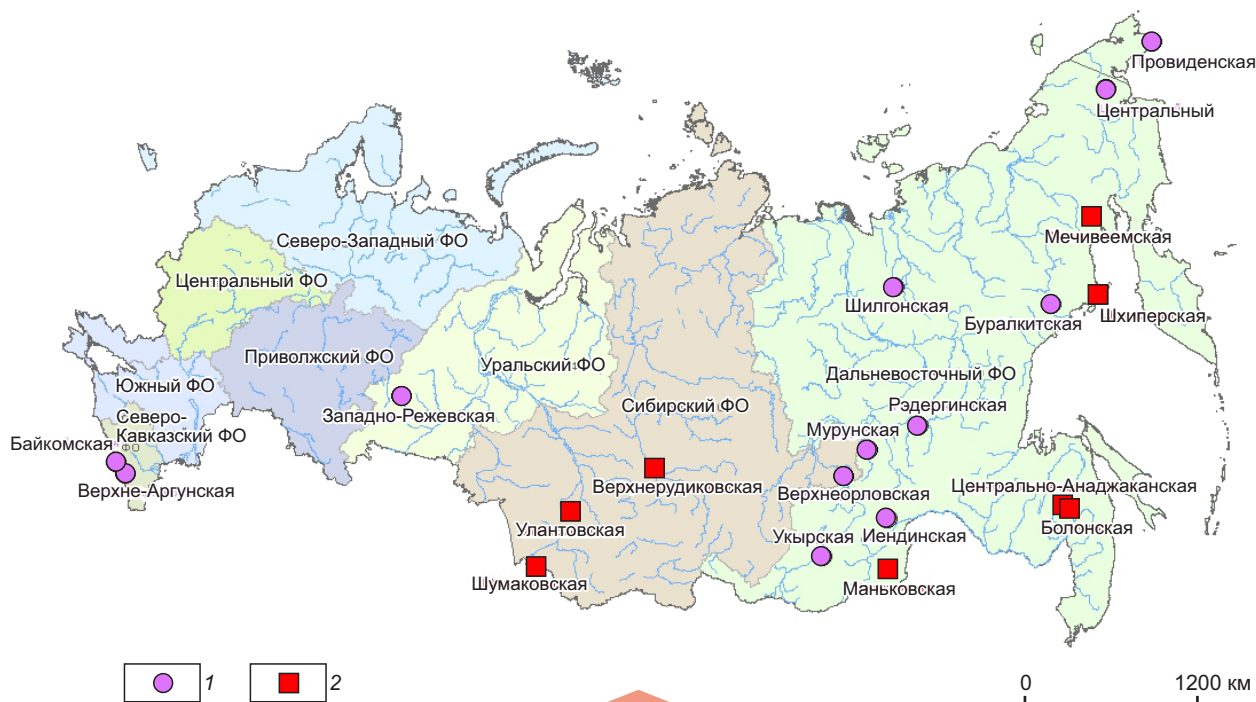 Провиденская
Центральный
Мечивеемская
Северо-Западный ФО
Центральный ФО
Шилгонская
Шхиперская
Буралкитская
Приволжский ФО
Уральский ФО
Дальневосточный ФО
Южный ФО
Западно-Режевская
Сибирский ФО
Рэдергинская
Северо-
Кавказский ФО
Мурунская
Байкомская
ФО
Верхне-Аргунская
Верхнерудиковская
Верхнеорловская
Центрально-Анаджаканская
Улантовская
Укырская
Иендинская
Болонская
Шумаковская
Маньковская
1
2
0
1200 км